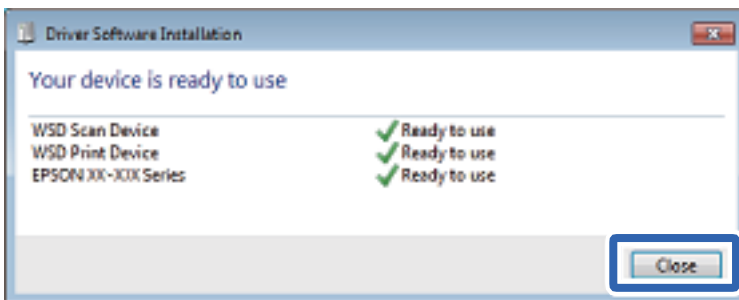 Driver Software Installation
Your device is ready to use
WSD Scan Device Ready to use
WSD Print Device Ready to use
EPSON XX-XXX Series Ready to use
Close